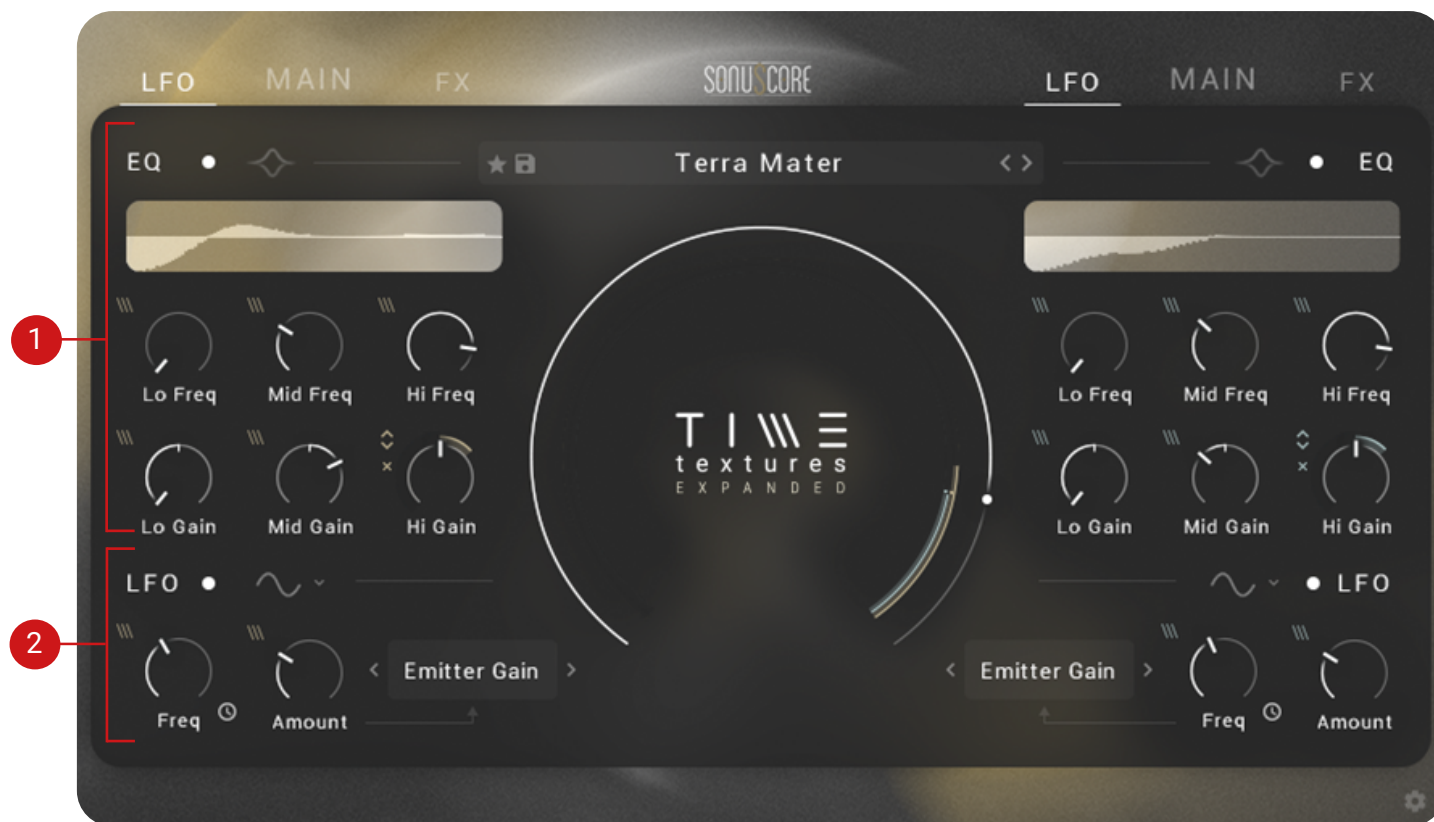 LFO MAIN FX SONUSCORE LFO MAIN FX
EQ Terra Mater EQ
1
Lo Freq Mid Freq Hi Freq Lo Freq Mid Freq Hi Freq
TIME
textures
EXPANDED
Lo Gain Mid Gain Hi Gain Lo Gain Mid Gain Hi Gain
LFO LFO
2
Emitter Gain Emitter Gain
Freq Amount Freq Amount